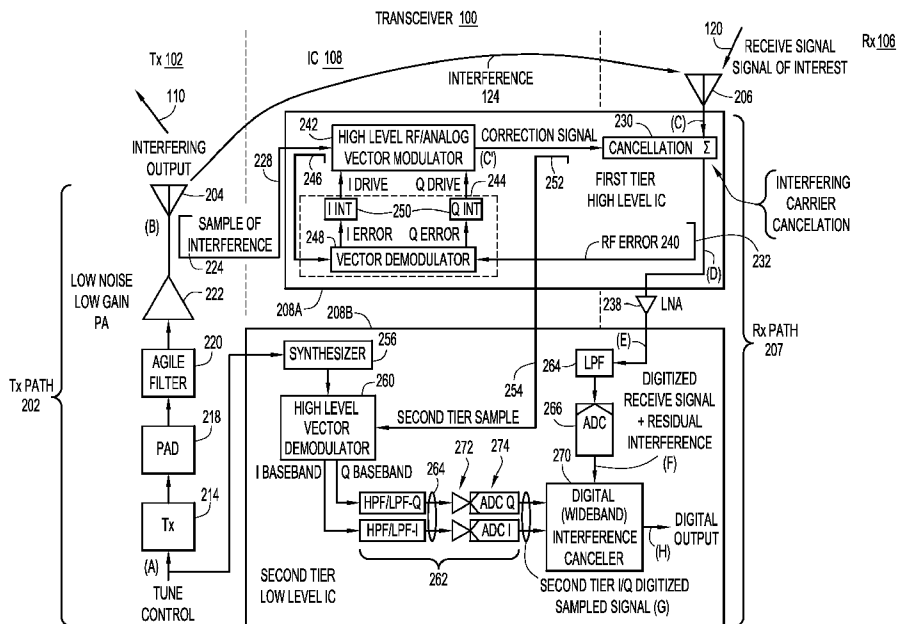 TRANSCEIVER 100
Tx 102
IC 108
Rx 106
120
RECEIVE SIGNAL
SIGNAL OF INTEREST
INTERFERENCE
124
110
206
INTERFERING
OUTPUT
204
(B)
228
242
HIGH LEVEL RF/ANALOG
VECTOR MODULATOR
CORRECTION SIGNAL
(C')
230
(C)
CANCELLATION Σ
246
I DRIVE
Q DRIVE
244
252
FIRST TIER
HIGH LEVEL IC
INTERFERING
CARRIER
CANCELATION
I INT
250
Q INT
SAMPLE OF
INTERFERENCE
224
248
I ERROR
Q ERROR
VECTOR DEMODULATOR
RF ERROR 240
232
(D)
LOW NOISE
LOW GAIN
PA
222
208A
208B
238
LNA
(E)
Rx PATH
207
220
AGILE
FILTER
SYNTHESIZER
256
254
264
LPF
260
HIGH LEVEL
VECTOR
DEMODULATOR
SECOND TIER SAMPLE
266
ADC
DIGITIZED
RECEIVE SIGNAL
+ RESIDUAL
INTERFERENCE
(F)
Tx PATH
202
218
PAD
I BASEBAND
Q BASEBAND
264
272
274
270
214
Tx
HPF/LPF-Q
ADC Q
HPF/LPF-I
ADC I
DIGITAL
(WIDEBAND)
INTERFERENCE
CANCELER
DIGITAL
OUTPUT
(H)
(A)
TUNE
CONTROL
262
SECOND TIER
LOW LEVEL IC
SECOND TIER I/Q DIGITIZED
SAMPLED SIGNAL (G)